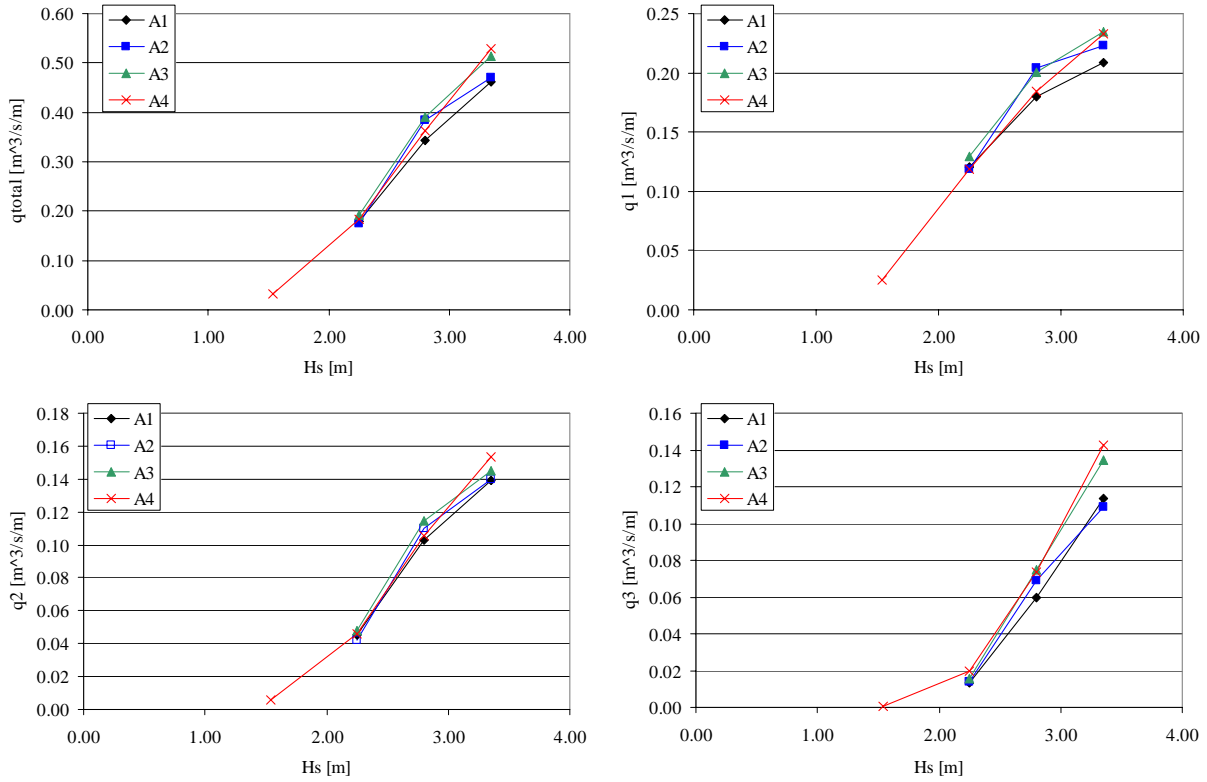 0.60
0.50
0.40
0.30
0.20
0.10
0.00
qtotal [m^3/s/m]
A1
A2
A3
A4
0.00 1.00 2.00 3.00 4.00
Hs [m]
0.25
0.20
0.15
0.10
0.05
0.00
q1 [m^3/s/m]
A1
A2
A3
A4
0.00 1.00 2.00 3.00 4.00
Hs [m]
0.18
0.16
0.14
0.12
0.10
0.08
0.06
0.04
0.02
0.00
q2 [m^3/s/m]
A1
A2
A3
A4
0.00 1.00 2.00 3.00 4.00
Hs [m]
0.16
0.14
0.12
0.10
0.08
0.06
0.04
0.02
0.00
q3 [m^3/s/m]
A1
A2
A3
A4
0.00 1.00 2.00 3.00 4.00
Hs [m]